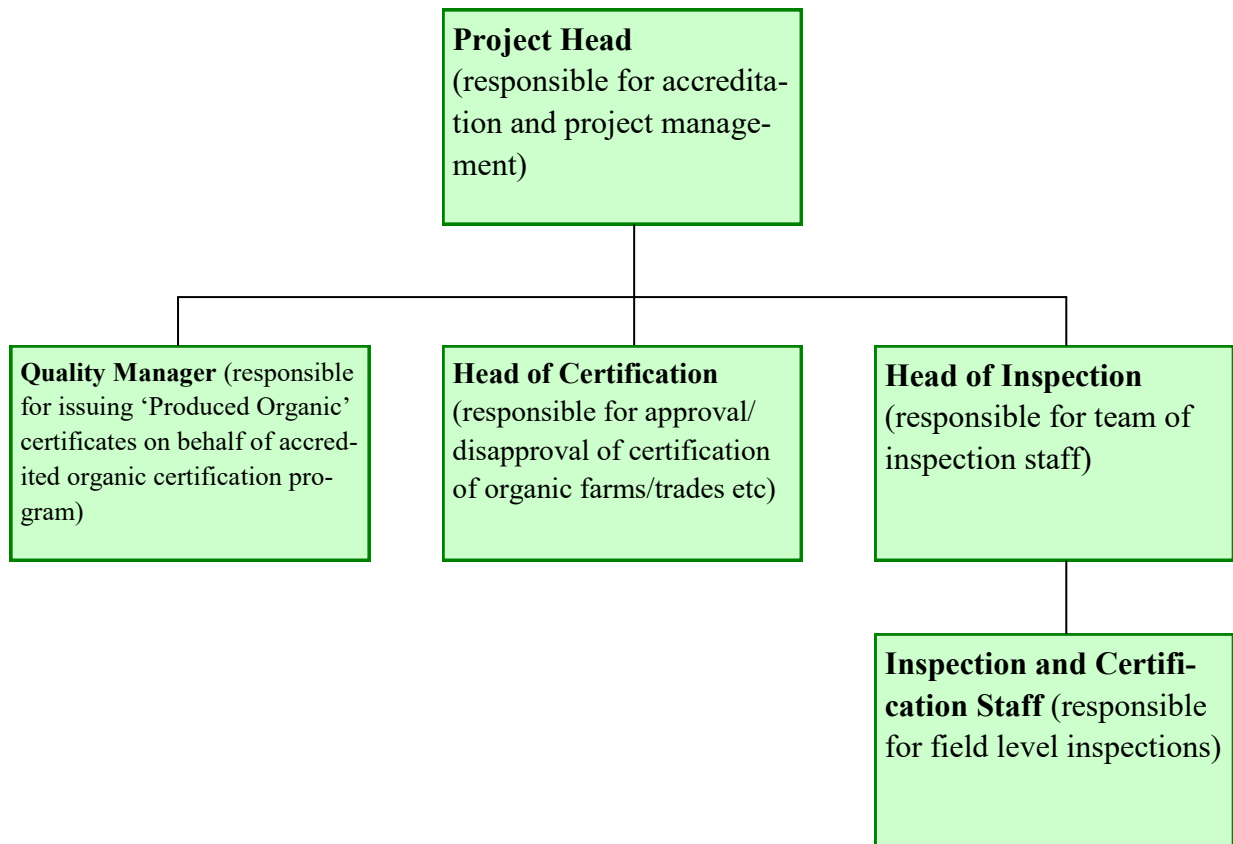 Project Head
(responsible for accredita-
tion and project manage-
ment)
Quality Manager (responsible
for issuing ‘Produced Organic’
certificates on behalf of accred-
ited organic certification pro-
gram)
Head of Certification
(responsible for approval/
disapproval of certification
of organic farms/trades etc)
Head of Inspection
(responsible for team of
inspection staff)
Inspection and Certifi-
cation Staff (responsible
for field level inspections)